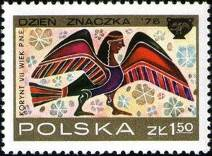 DZIEŃ ZNACZKA '76
KORYNT VII WIEK P.N.E.
POLSKA ZŁ 1.50